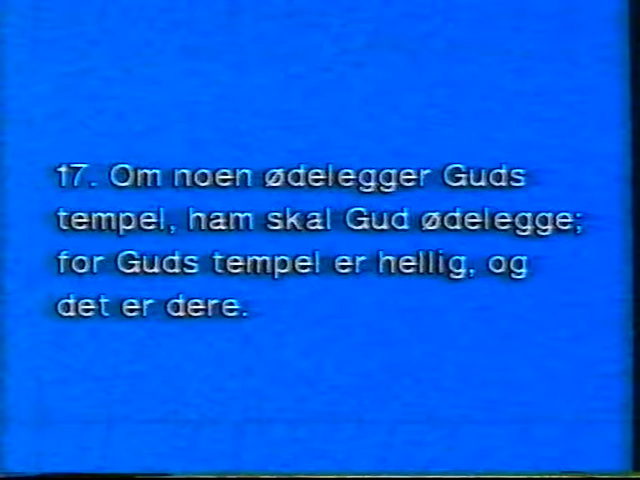 17. Om noen ødelegger Guds
tempel, ham skal Gud ødelegge;
for Guds tempel er hellig, og
det er dere.